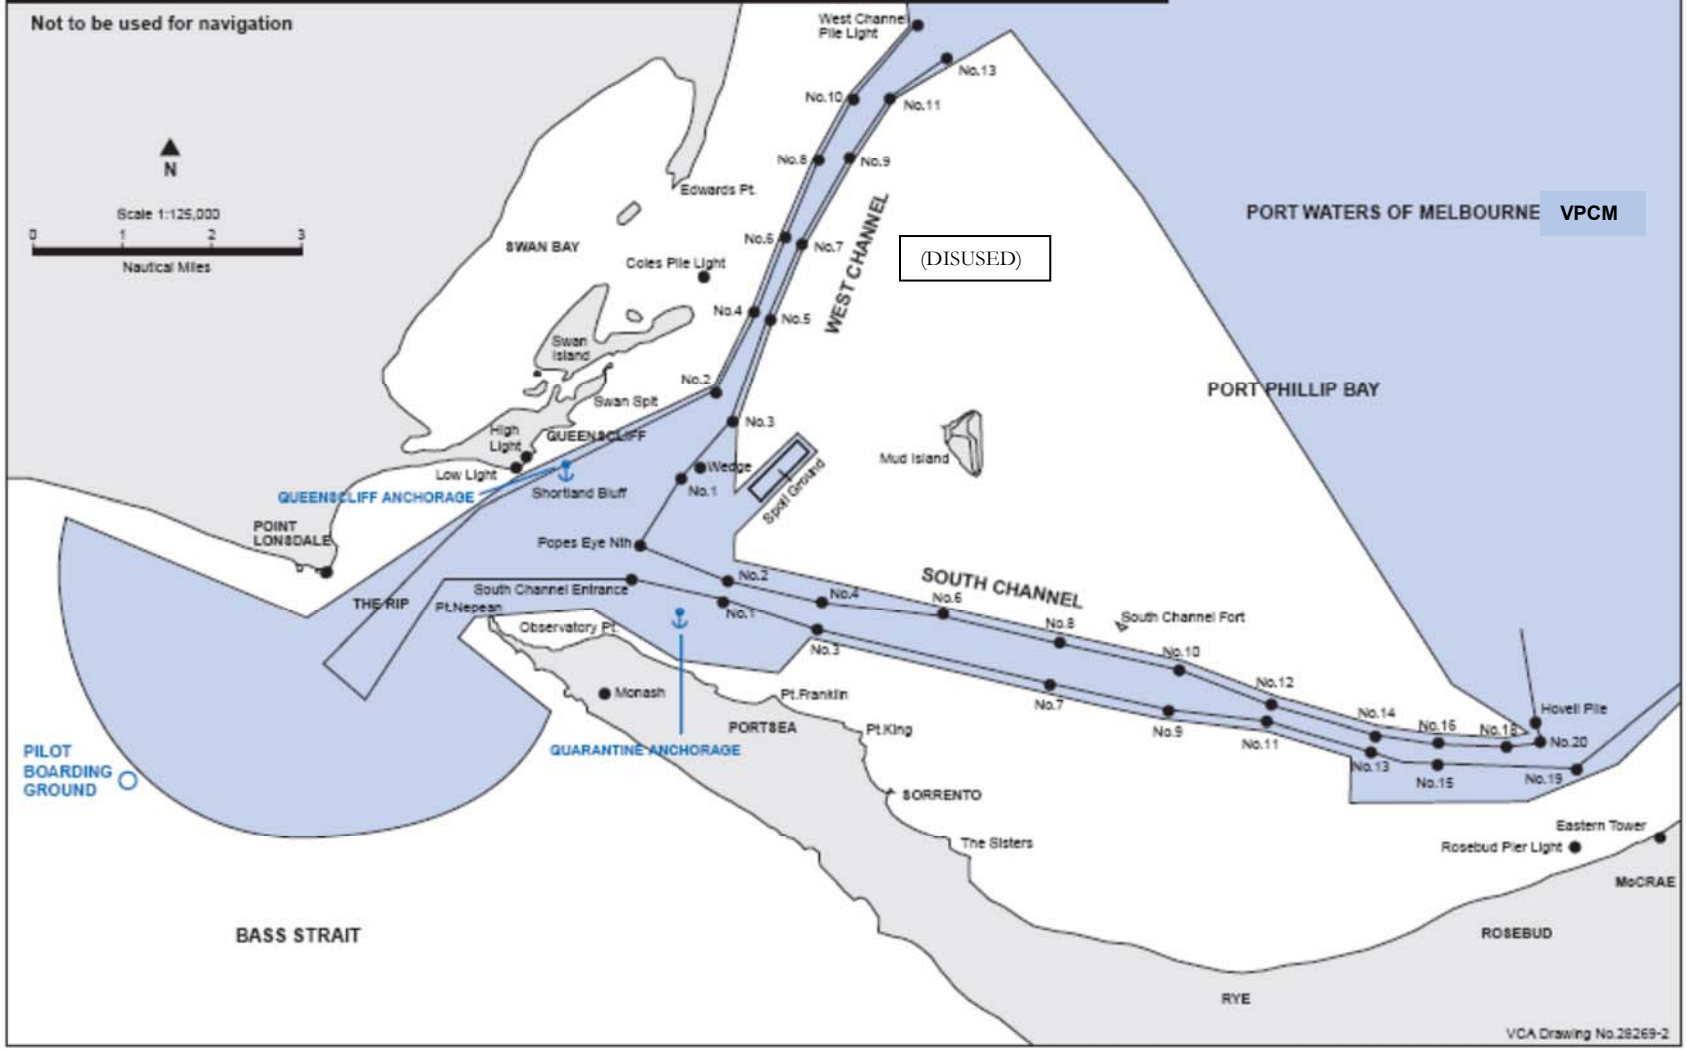 Not to be used for navigation
West Channel
Pile Light
No.13
No.10
No.11
N
No.8
No.9
Edwards Pt.
Scale 1:125,000
0 1 2 3
Nautical Miles
PORT WATERS OF MELBOURNE
VPCM
SWAN BAY
No.6
No.7
WEST CHANNEL
(DISUSED)
Coles Pile Light
No.4
No.5
Swan
Island
No.2
PORT PHILLIP BAY
Swan Spit
No.3
High
Light
QUEENSCLIFF
Mud Island
Low Light
Wedge
No.1
Spoil Ground
QUEENSCLIFF ANCHORAGE
Shortland Bluff
POINT
LONSDALE
Popes Eye Nth
No.2
SOUTH CHANNEL
South Channel Entrance
No.4
No.6
THE RIP
Pt.Nepean
No.1
No.8
South Channel Fort
Observatory Pt.
No.3
No.10
Monash
Pt.Franklin
No.7
No.12
PORTSEA
Pt.King
No.9
No.14
Hovell Pile
No.16
No.18
No.20
No.11
PILOT
BOARDING
GROUND
QUARANTINE ANCHORAGE
No.13
No.15
No.19
SORRENTO
Eastern Tower
The Sisters
Rosebud Pier Light
McCRAE
BASS STRAIT
ROSEBUD
RYE
VCA Drawing No.28269-2